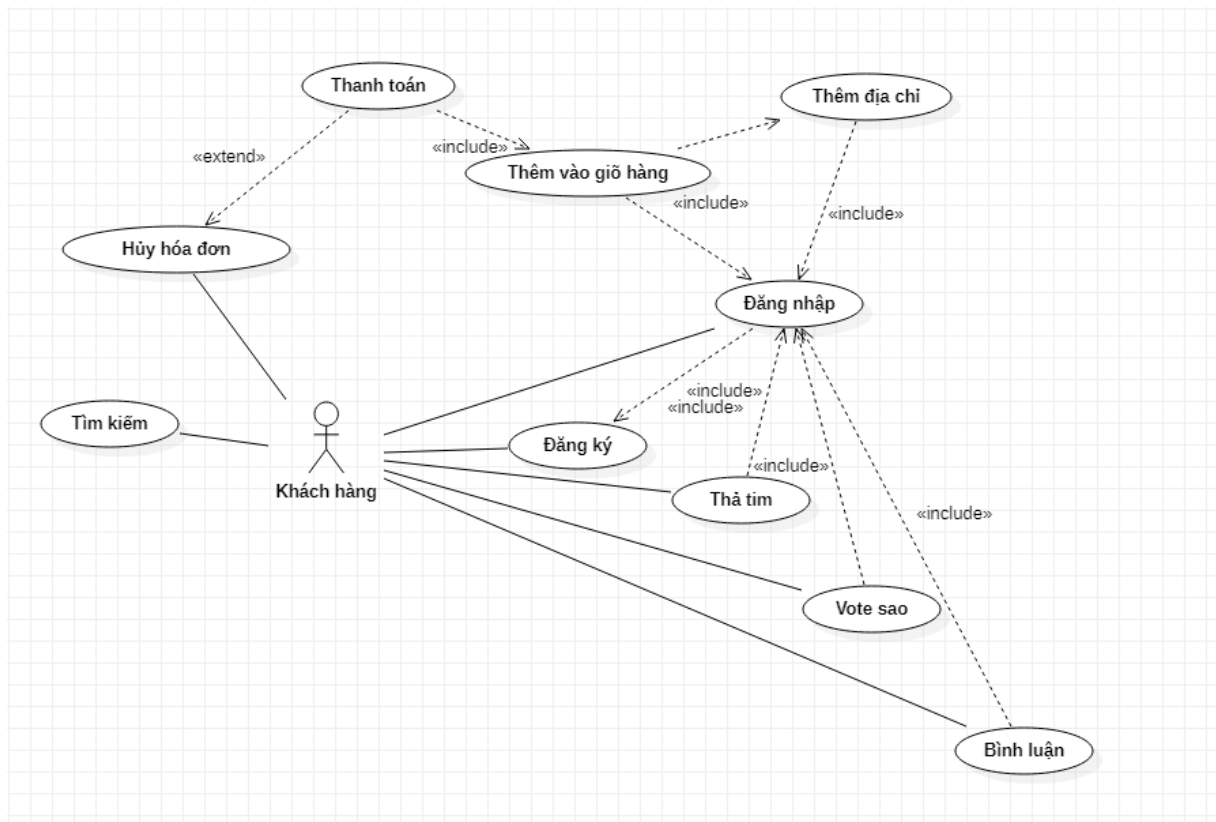 Thanh toán
Thêm địa chỉ
«extend»
«include»
Thêm vào giõ hàng
«include»
«include»
Hủy hóa đơn
Đăng nhập
«include»
«include»
Tìm kiếm
Đăng ký
«include»
Khách hàng
Thả tim
«include»
Vote sao
Bình luận